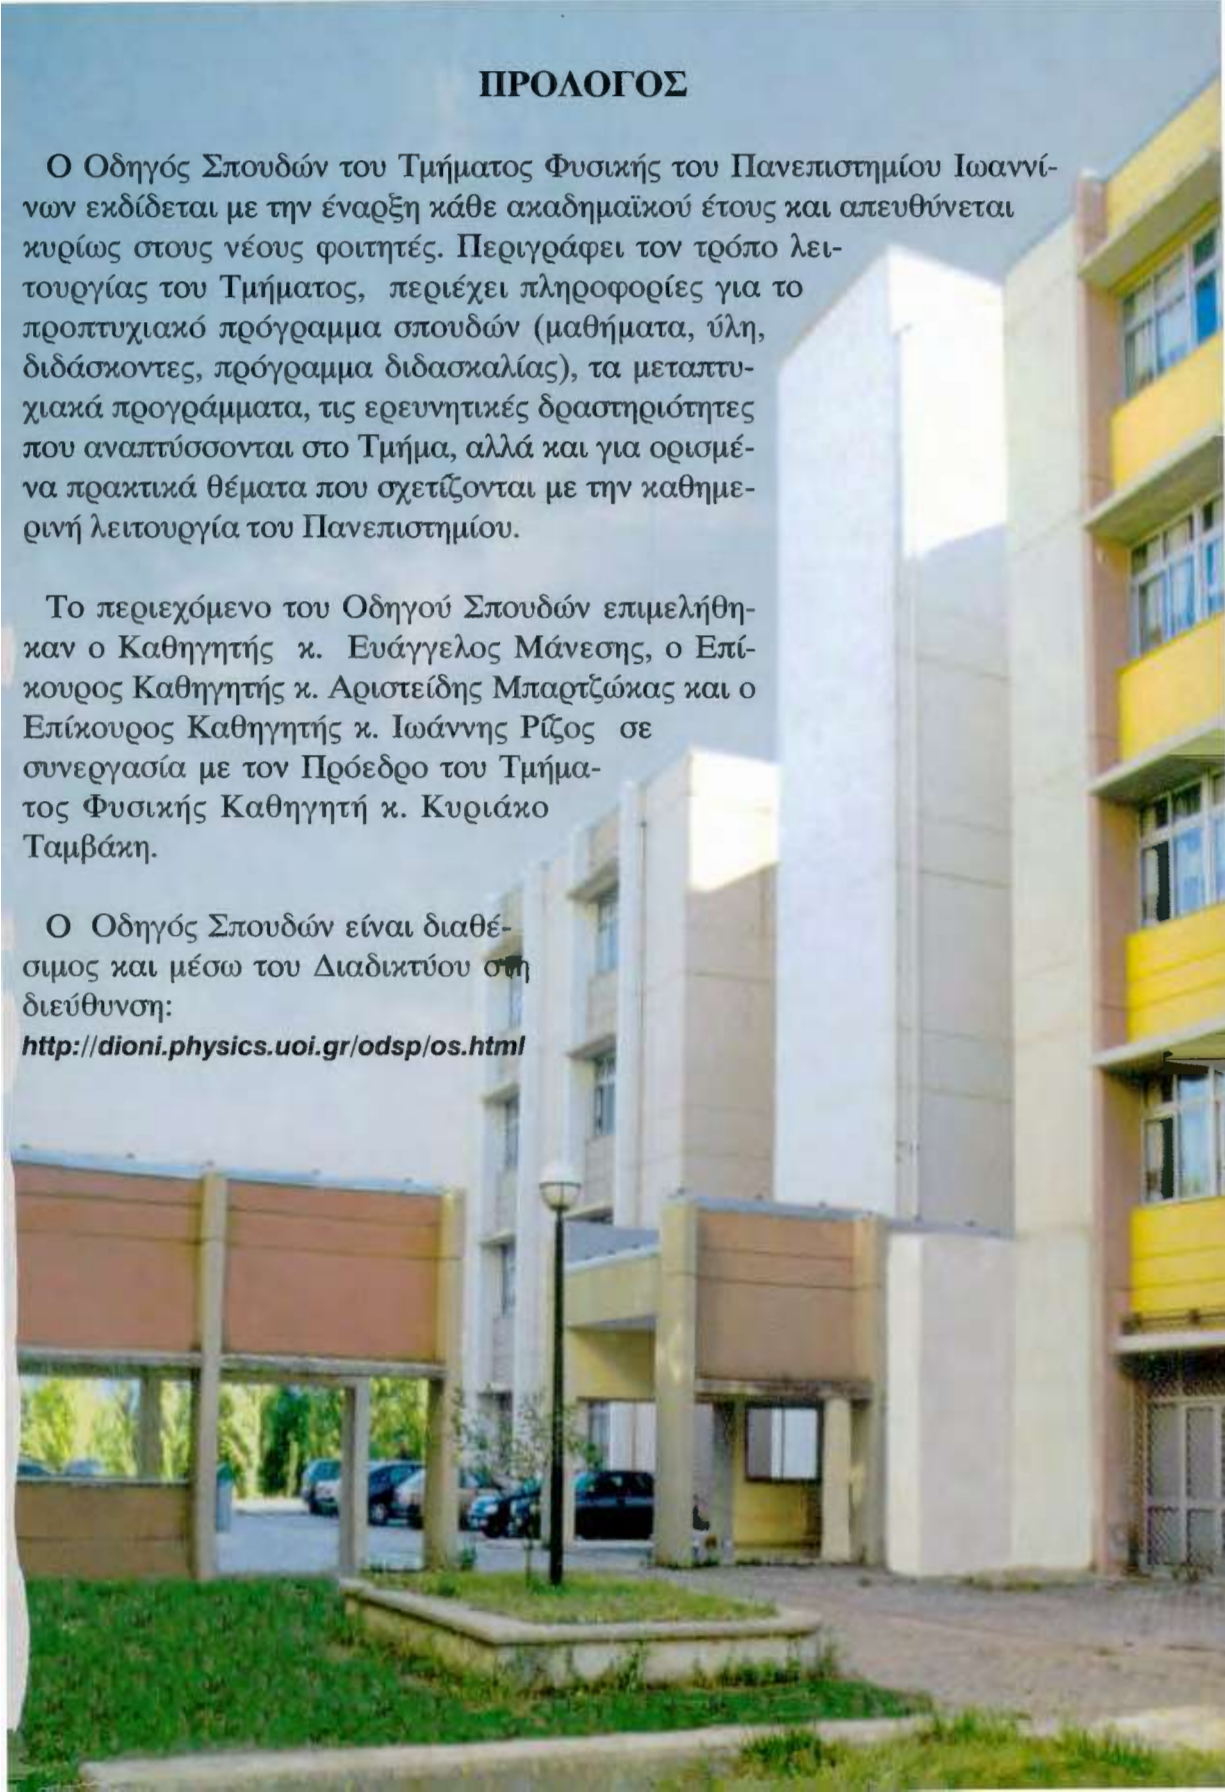 ΠΡΟΛΟΓΟΣ
Ο Οδηγός Σπουδών του Τμήματος Φυσικής του Πανεπιστημίου Ιωαννί-
νων εκδίδεται με την έναρξη κάθε ακαδημαϊκού έτους και απευθύνεται
κυρίως στους νέους φοιτητές. Περιγράφει τον τρόπο λει-
τουργίας του Τμήματος, περιέχει πληροφορίες για το
προπτυχιακό πρόγραμμα σπουδών (μαθήματα, ύλη,
διδάσκοντες, πρόγραμμα διδασκαλίας), τα μεταπτυ-
χιακά προγράμματα, τις ερευνητικές δραστηριότητες
που αναπτύσσονται στο Τμήμα, αλλά και για ορισμέ-
να πρακτικά θέματα που σχετίζονται με την καθημε-
ρινή λειτουργία του Πανεπιστημίου.
Το περιεχόμενο του Οδηγού Σπουδών επιμελήθη-
καν ο Καθηγητής κ. Ευάγγελος Μάνεσης, ο Επί-
κουρος Καθηγητής κ. Αριστείδης Μπαρτζώκας και ο
Επίκουρος Καθηγητής κ. Ιωάννης Ρίζος σε
συνεργασία με τον Πρόεδρο του Τμήμα-
τος Φυσικής Καθηγητή κ. Κυριάκο
Ταμβάκη.
Ο Οδηγός Σπουδών είναι διαθέ-
σιμος και μέσω του Διαδικτύου στη
διεύθυνση:
http://dioni.physics.uoi.gr/odsp/os.html